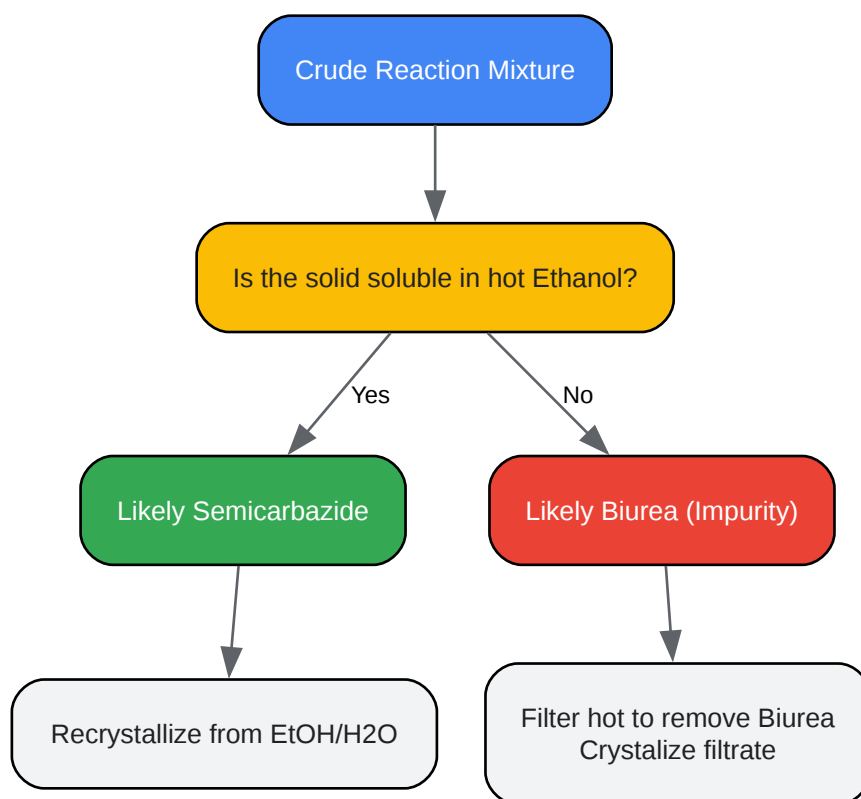 Crude Reaction Mixture
Is the solid soluble in hot Ethanol?
Yes
No
Likely Semicarbazide
Likely Biurea (Impurity)
Recrystallize from EtOH/H2O
Filter hot to remove Biurea
Crystalize filtrate